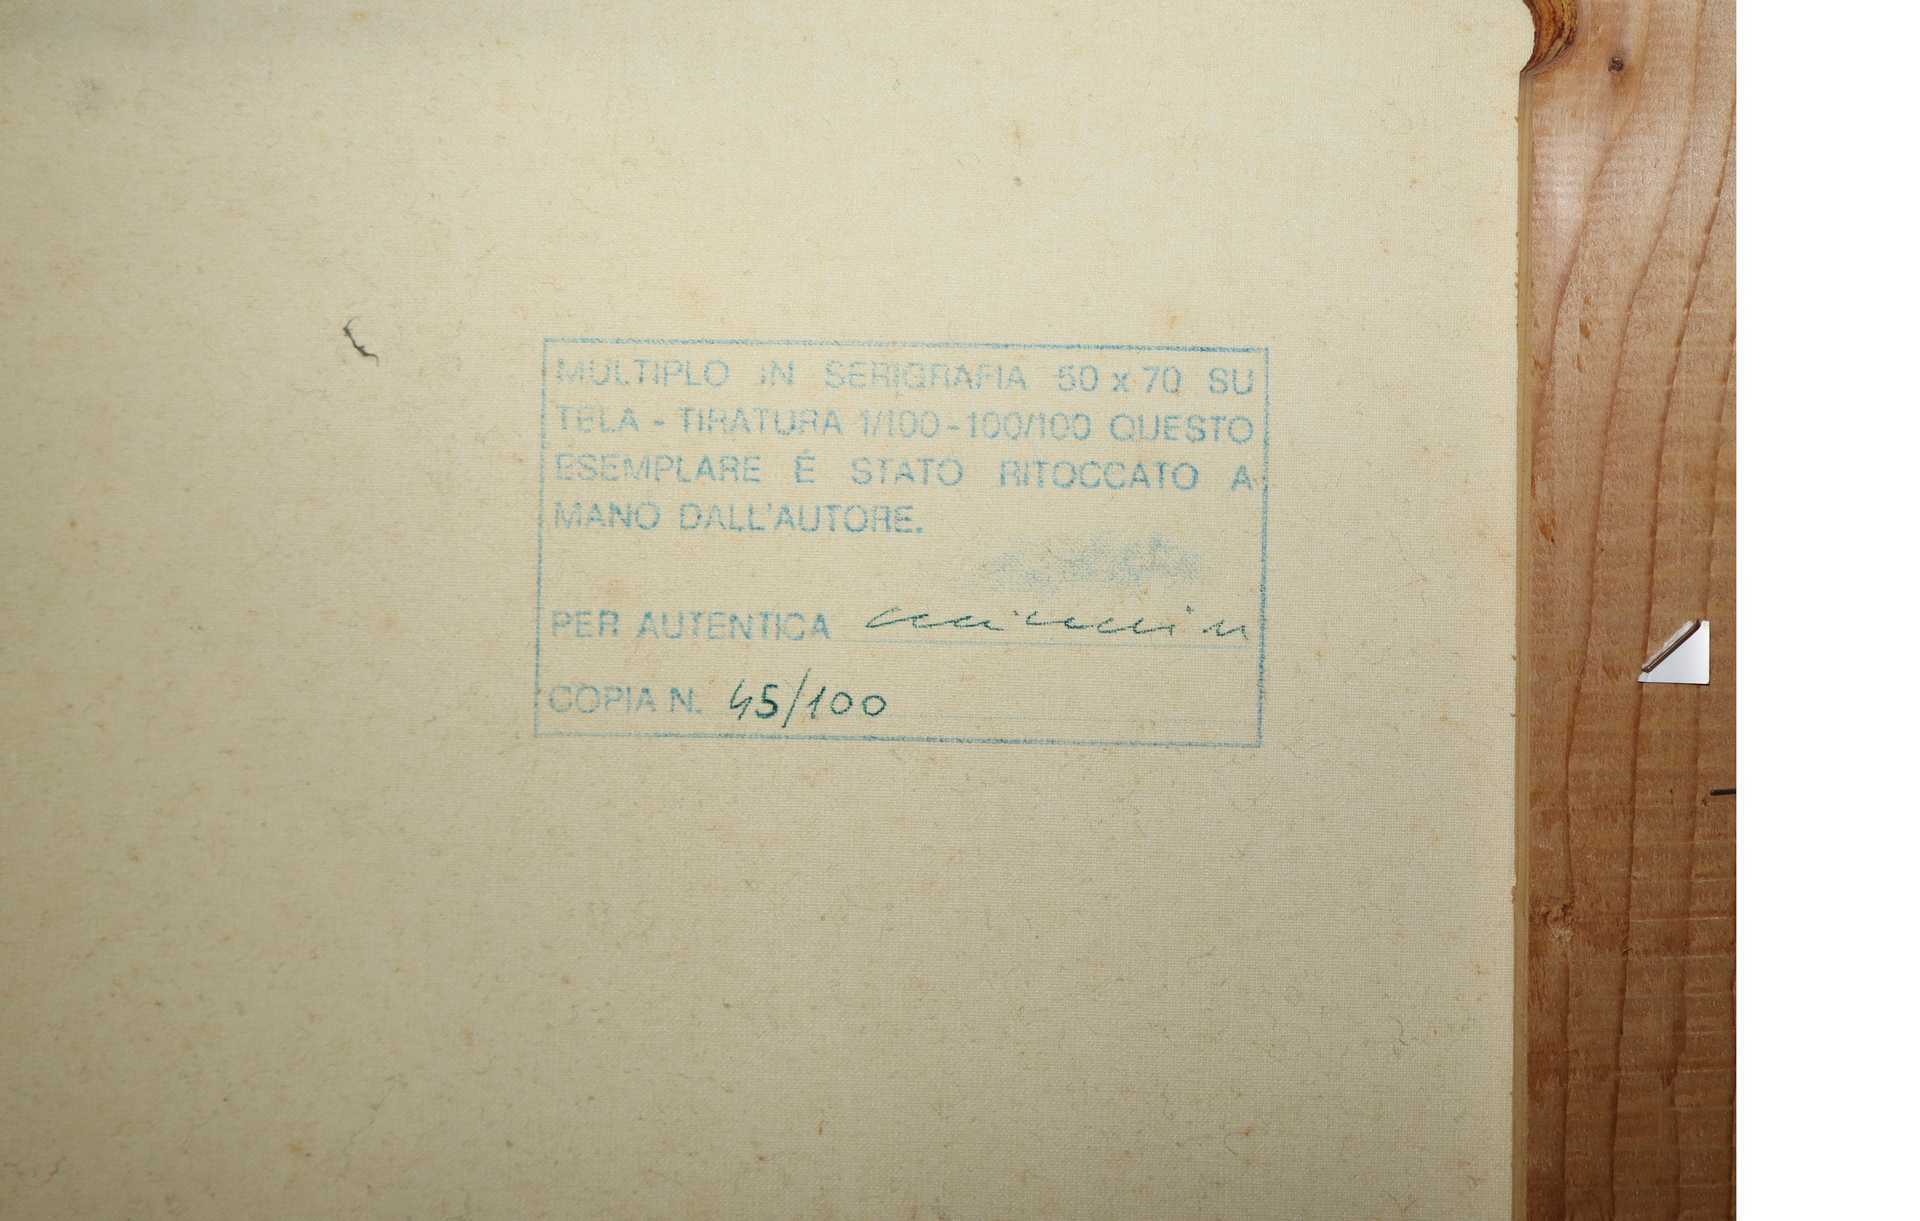 MULTIPLO IN SERIGRAFIA 50 x 70 SU
TELA - TIRATURA 1/100-100/100 QUESTO
ESEMPLARE É STATO RITOCCATO A
MANO DALL'AUTORE.
PER AUTENTICA
COPIA N. 45/100